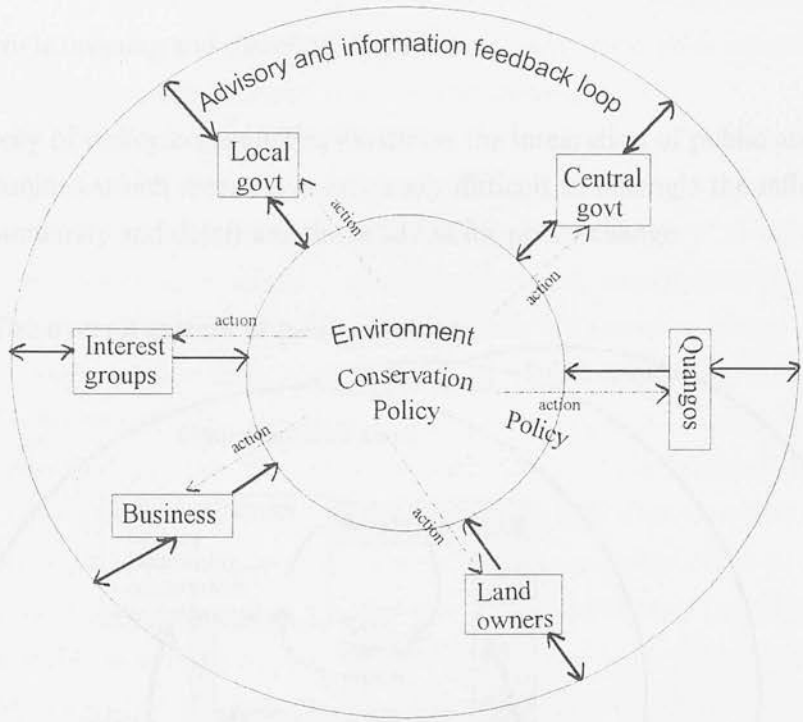 Advisory and information feedback loop
Local
govt
Central
govt
action
action
action
Interest
groups
Environment
Conservation
Policy
Policy
action
Quangos
action
Business
action
Land
owners